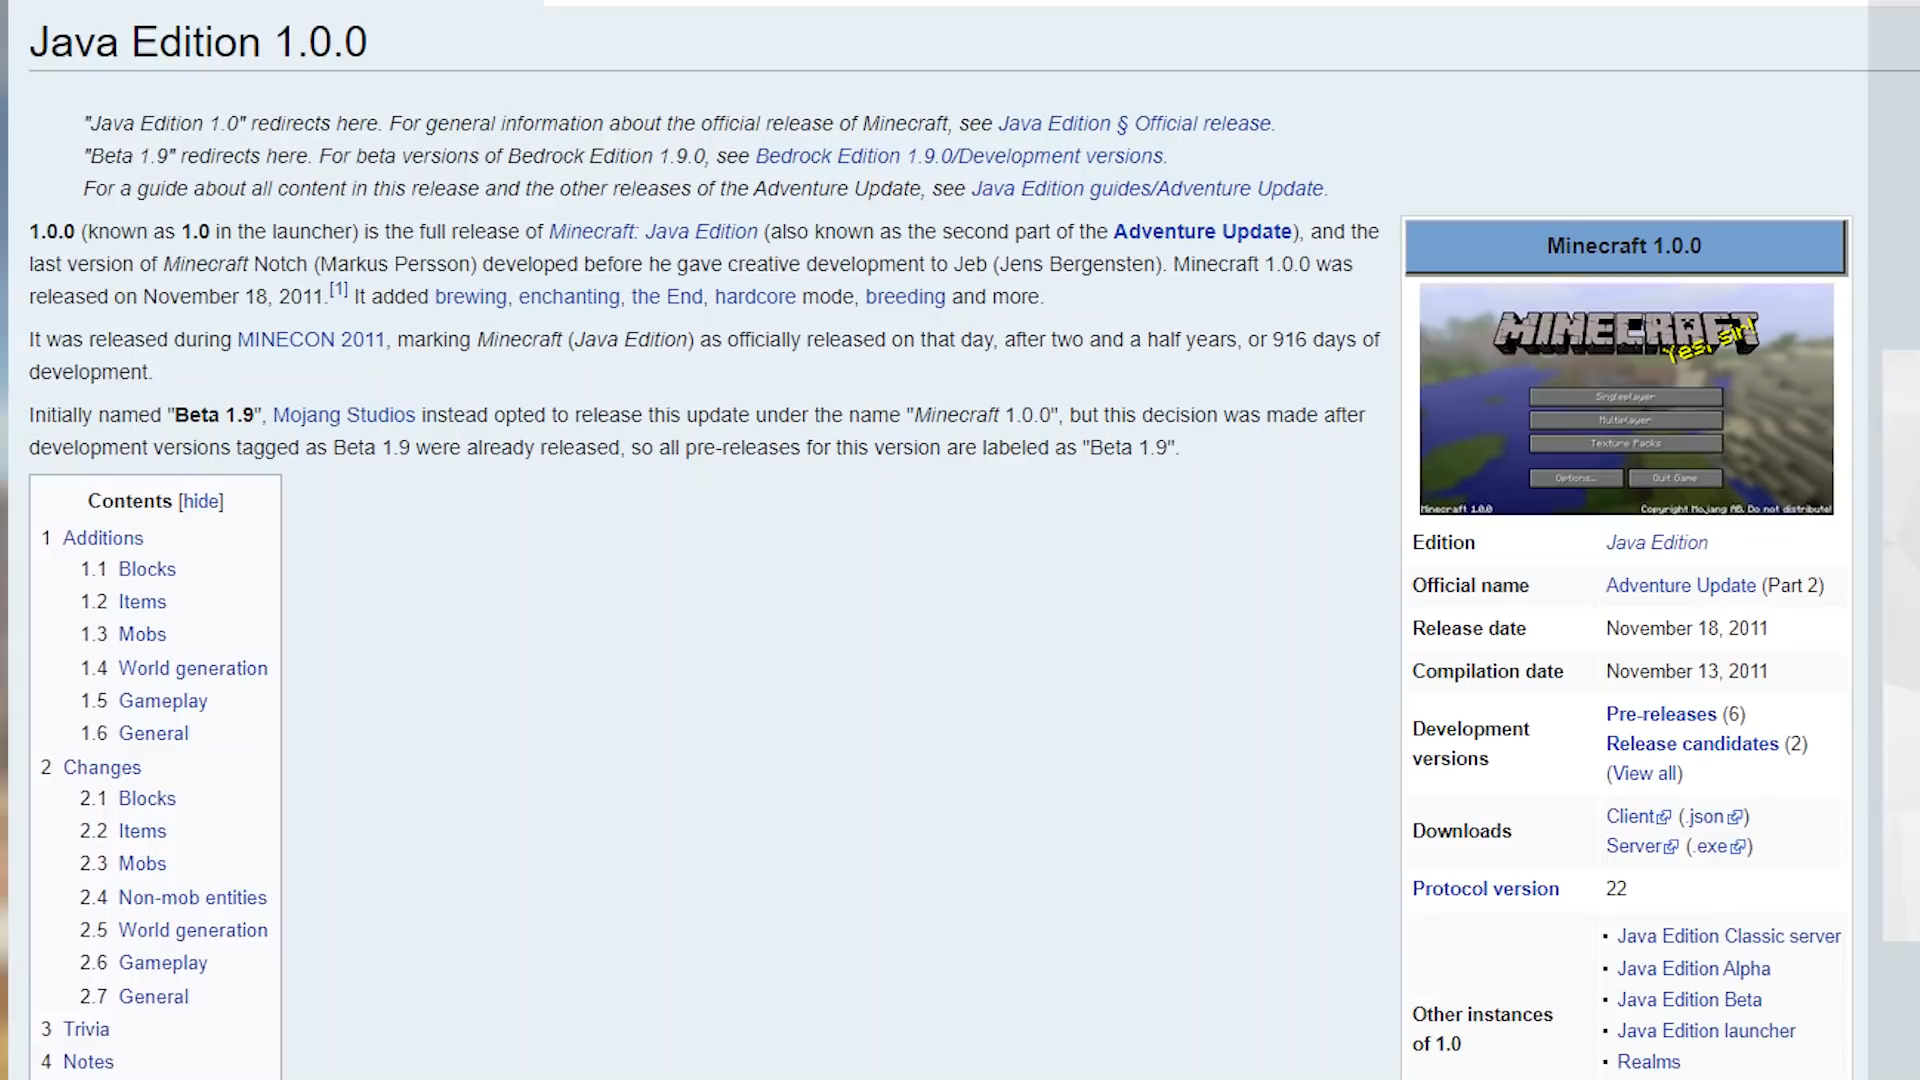 Java Edition 1.0.0
"Java Edition 1.0" redirects here. For general information about the official release of Minecraft, see Java Edition § Official release.
"Beta 1.9" redirects here. For beta versions of Bedrock Edition 1.9.0, see Bedrock Edition 1.9.0/Development versions.
For a guide about all content in this release and the other releases of the Adventure Update, see Java Edition guides/Adventure Update.
1.0.0 (known as 1.0 in the launcher) is the full release of Minecraft: Java Edition (also known as the second part of the Adventure Update), and the
last version of Minecraft Notch (Markus Persson) developed before he gave creative development to Jeb (Jens Bergensten). Minecraft 1.0.0 was
released on November 18, 2011.[1] It added brewing, enchanting, the End, hardcore mode, breeding and more.
It was released during MINECON 2011, marking Minecraft (Java Edition) as officially released on that day, after two and a half years, or 916 days of
development.
Initially named "Beta 1.9", Mojang Studios instead opted to release this update under the name "Minecraft 1.0.0", but this decision was made after
development versions tagged as Beta 1.9 were already released, so all pre-releases for this version are labeled as "Beta 1.9".
Contents [hide]
1 Additions
1.1 Blocks
1.2 Items
1.3 Mobs
1.4 World generation
1.5 Gameplay
1.6 General
2 Changes
2.1 Blocks
2.2 Items
2.3 Mobs
2.4 Non-mob entities
2.5 World generation
2.6 Gameplay
2.7 General
3 Trivia
4 Notes
Minecraft 1.0.0
MINECRAFT
Yes, sir!
Singleplayer
Multiplayer
Texture Packs
Options... Quit Game
Minecraft 1.0.0 Copyright Mojang AB. Do not distribute!
Edition Java Edition
Official name Adventure Update (Part 2)
Release date November 18, 2011
Compilation date November 13, 2011
Development versions
Pre-releases (6)
Release candidates (2)
(View all)
Downloads
Client (.json)
Server (.exe)
Protocol version 22
Other instances of 1.0
▪ Java Edition Classic server
▪ Java Edition Alpha
▪ Java Edition Beta
▪ Java Edition launcher
▪ Realms